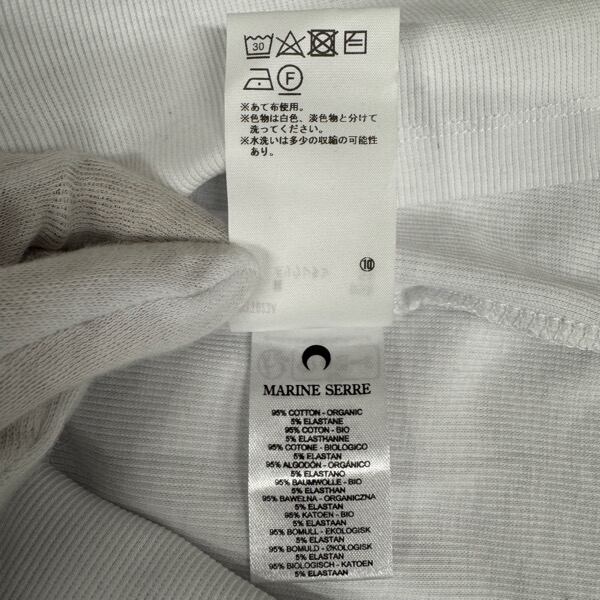 30
F
※あて布使用。
※色物は白色、淡色物と分けて
洗ってください。
※水洗いは多少の収縮の可能性
あり。
⑩
MARINE SERRE
95% COTTON - ORGANIC
5% ELASTANE
95% COTON - BIO
5% ELASTHANNE
95% COTONE - BIOLOGICO
5% ELASTAN
95% ALGODÓN - ORGÁNICO
5% ELASTANO
95% BAUMWOLLE - BIO
5% ELASTHAN
95% BAWEŁNA - ORGANICZNA
5% ELASTAN
95% KATOEN - BIO
5% ELASTAAN
95% BOMULL - EKOLOGISK
5% ELASTAN
95% BOMULD - ØKOLOGISK
5% ELASTAN
95% BIOLOGISCH - KATOEN
5% ELASTAAN